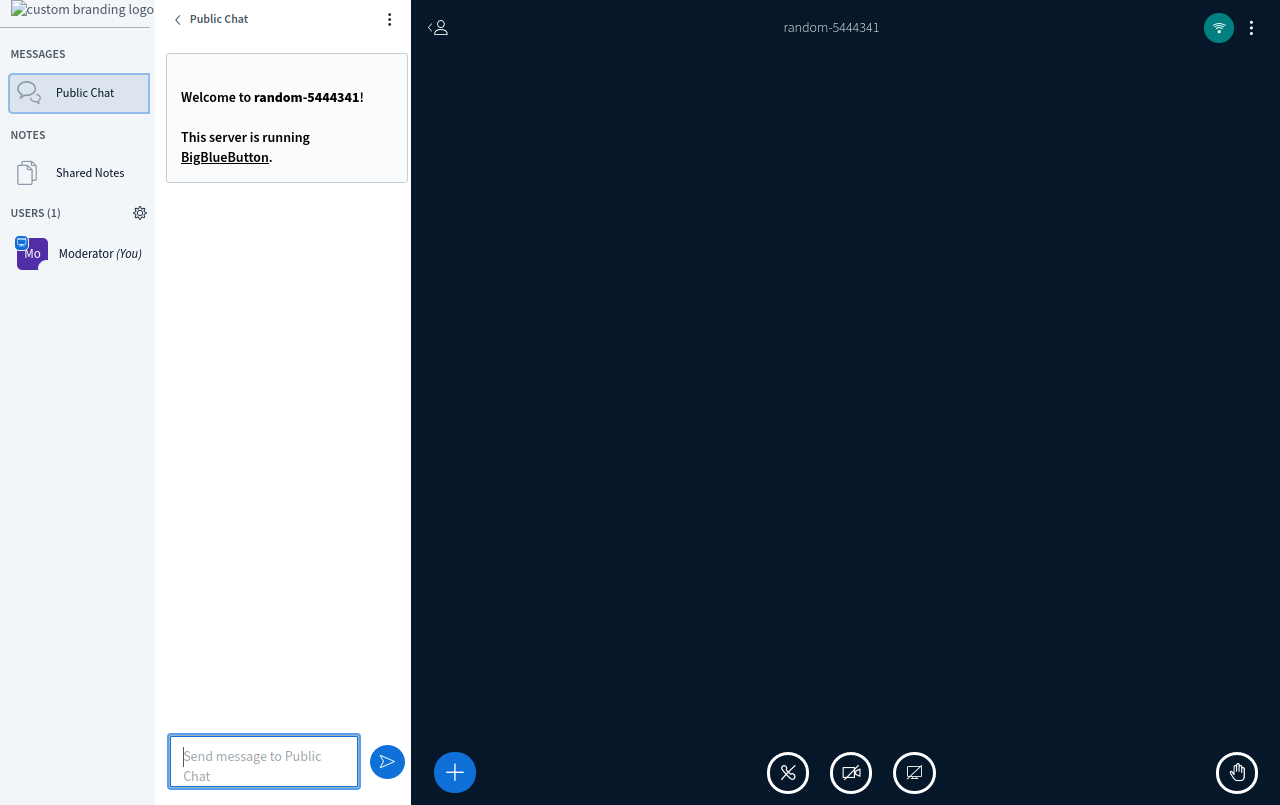 custom branding logo
MESSAGES
Public Chat
NOTES
Shared Notes
USERS (1)
Mo
Moderator (You)
Public Chat
Welcome to random-5444341!
This server is running
BigBlueButton.
Send message to Public
Chat
random-5444341